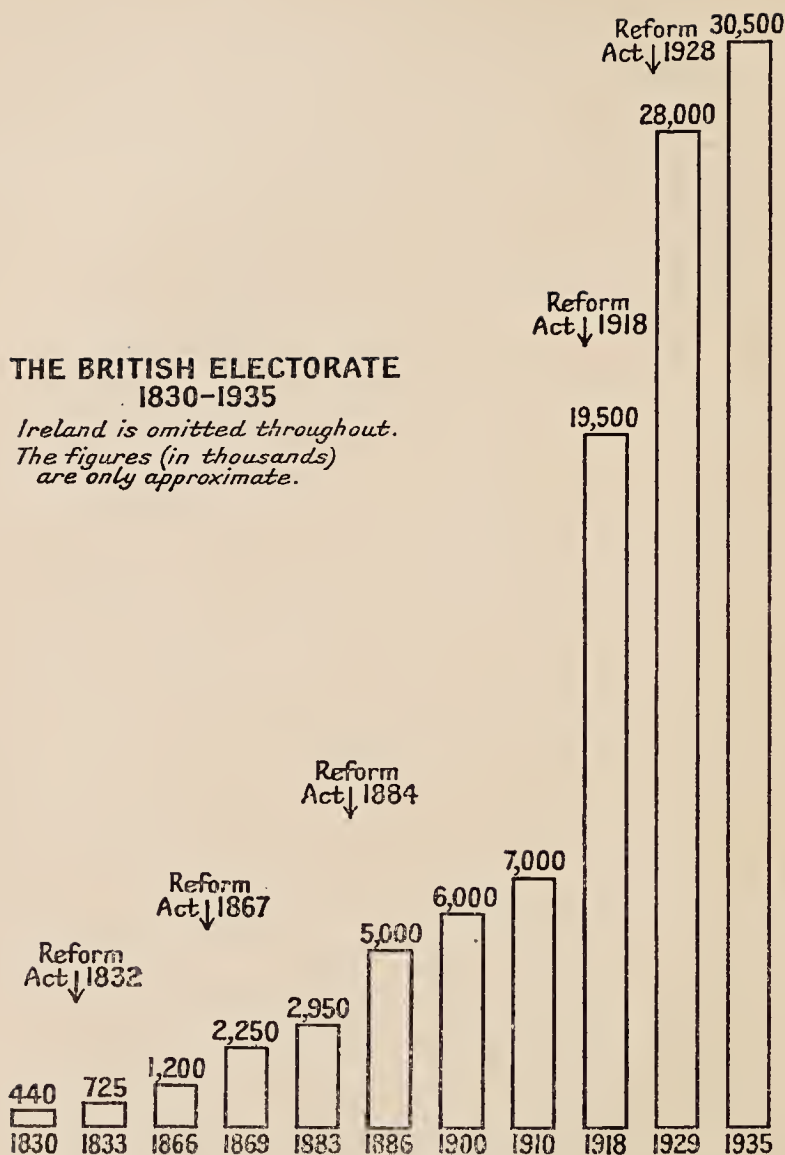 Reform 30,500
Act 1928
28,000
Reform
Act 1918
THE BRITISH ELECTORATE
1830-1935
Ireland is omitted throughout.
The figures (in thousands)
are only approximate.
19,500
Reform
Act 1884
7,000
Reform
Act 1867
6,000
5,000
Reform
Act 1832
2,950
2,250
1,200
725
440
1830 1833 1866 1869 1883 1886 1900 1910 1918 1929 1935